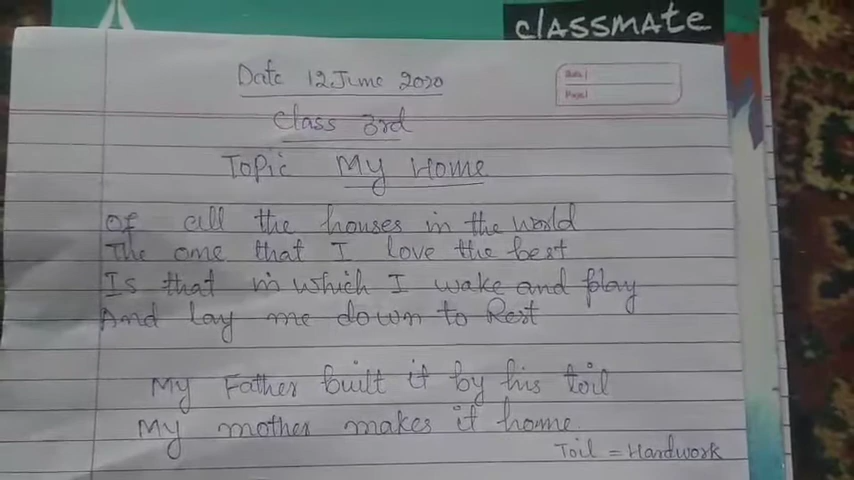 classmate
Date 12 June 2020
Date
Page
Class 3rd
Topic My Home
Of all the houses in the world
The one that I love the best
Is that in which I wake and play
And lay me down to Rest
My Father built it by his toil
My mother makes it home
Toil = Hardwork